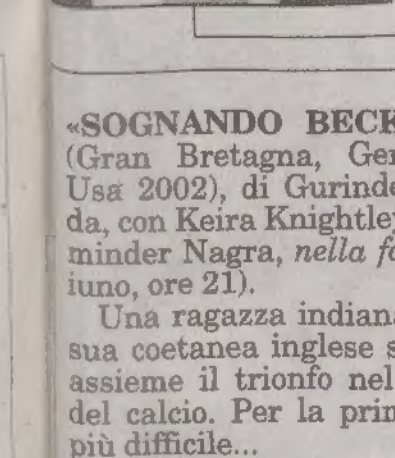 «SOGNANDO BECK
(Gran Bretagna, Ger
Usa 2002), di Gurinde
da, con Keira Knightley
minder Nagra, nella fo
iuno, ore 21).
Una ragazza indiana
sua coetanea inglese s
assieme il trionfo nel
del calcio. Per la prin
più difficile...